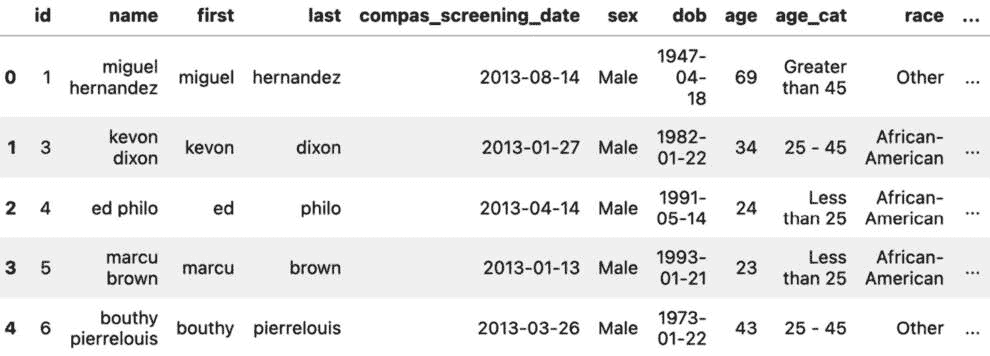 id name first last compas_screening_date sex dob age age_cat race ...
0 1 miguel hernandez miguel hernandez 2013-08-14 Male 1947-04-18 69 Greater than 45 Other ...
1 3 kevon dixon kevon dixon 2013-01-27 Male 1982-01-22 34 25 - 45 African-American ...
2 4 ed philo ed philo 2013-04-14 Male 1991-05-14 24 Less than 25 African-American ...
3 5 marcu brown marcu brown 2013-01-13 Male 1993-01-21 23 Less than 25 African-American ...
4 6 bouthy pierrelouis bouthy pierrelouis 2013-03-26 Male 1973-01-22 43 25 - 45 Other ...